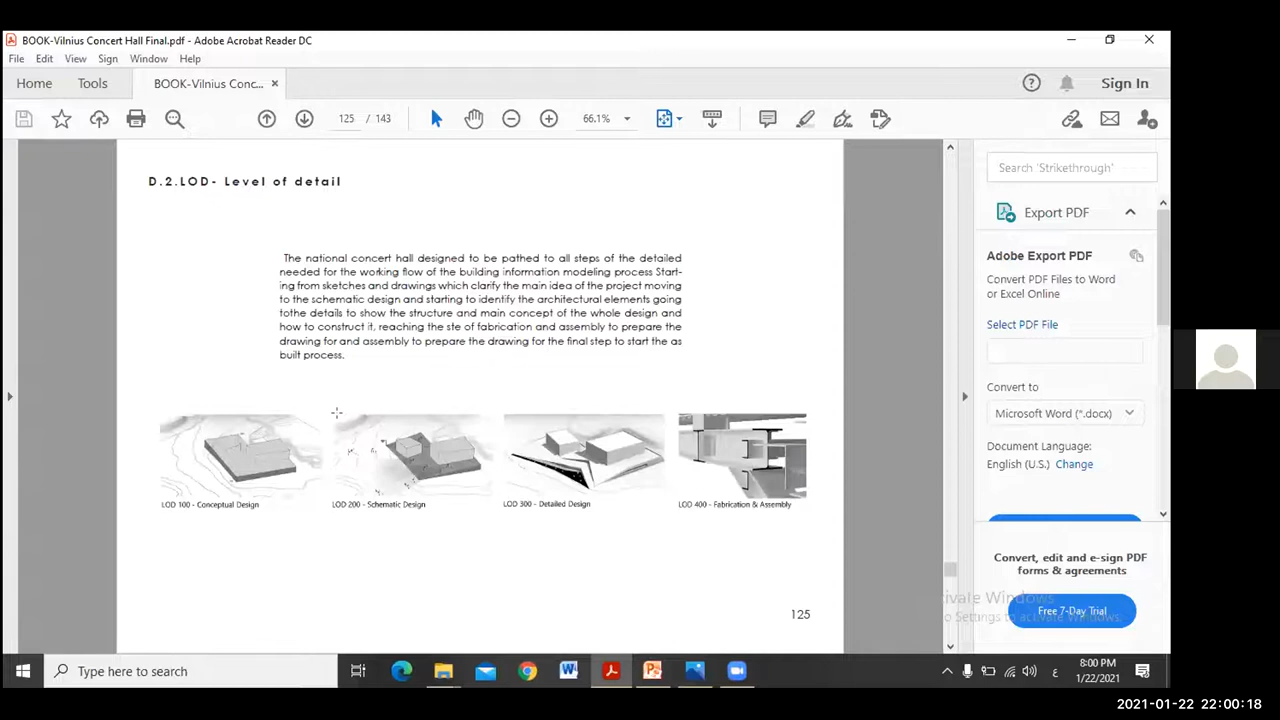 BOOK-Vilnius Concert Hall Final.pdf - Adobe Acrobat Reader DC
File Edit View Sign Window Help
Home Tools BOOK-Vilnius Conc... × Sign In
125 / 143 66.1%
D.2.LOD- Level of detail
The national concert hall designed to be pathed to all steps of the detailed
needed for the working flow of the building information modeling process Start-
ing from sketches and drawings which clarify the main idea of the project moving
to the schematic design and starting to identify the architectural elements going
tothe details to show the structure and main concept of the whole design and
how to construct it, reaching the ste of fabrication and assembly to prepare the
drawing for and assembly to prepare the drawing for the final step to start the as
built process.
LOD 100 - Conceptual Design
LOD 200 - Schematic Design
LOD 300 - Detailed Design
LOD 400 - Fabrication & Assembly
125
Search 'Strikethrough'
Export PDF
Adobe Export PDF
Convert PDF Files to Word
or Excel Online
Select PDF File
Convert to
Microsoft Word (*.docx)
Document Language:
English (U.S.) Change
Convert, edit and e-sign PDF
forms & agreements
Free 7-Day Trial
Windows
Settings to activate Windows.
Type here to search
ع
8:00 PM
1/22/2021
2021-01-22 22:00:18